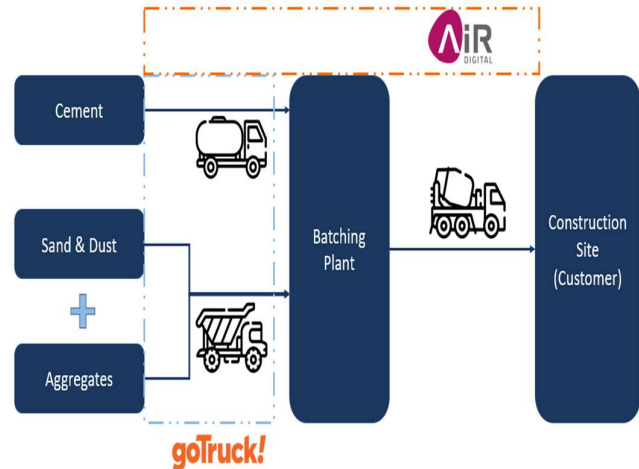 AiR
DIGITAL
Cement
Sand & Dust
+
Aggregates
Batching
Plant
Construction
Site
(Customer)
goTruck!